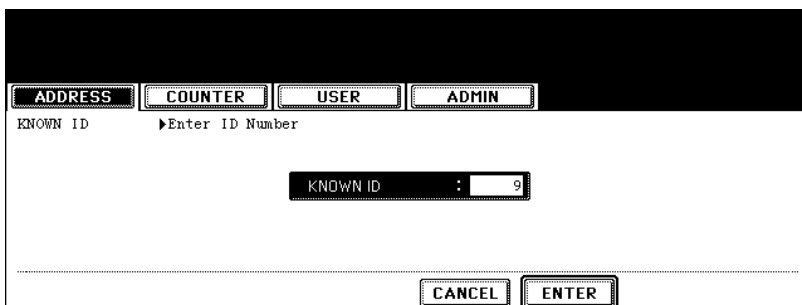 ADDRESS COUNTER USER ADMIN
KNOWN ID ▶Enter ID Number
KNOWN ID : 9
CANCEL ENTER